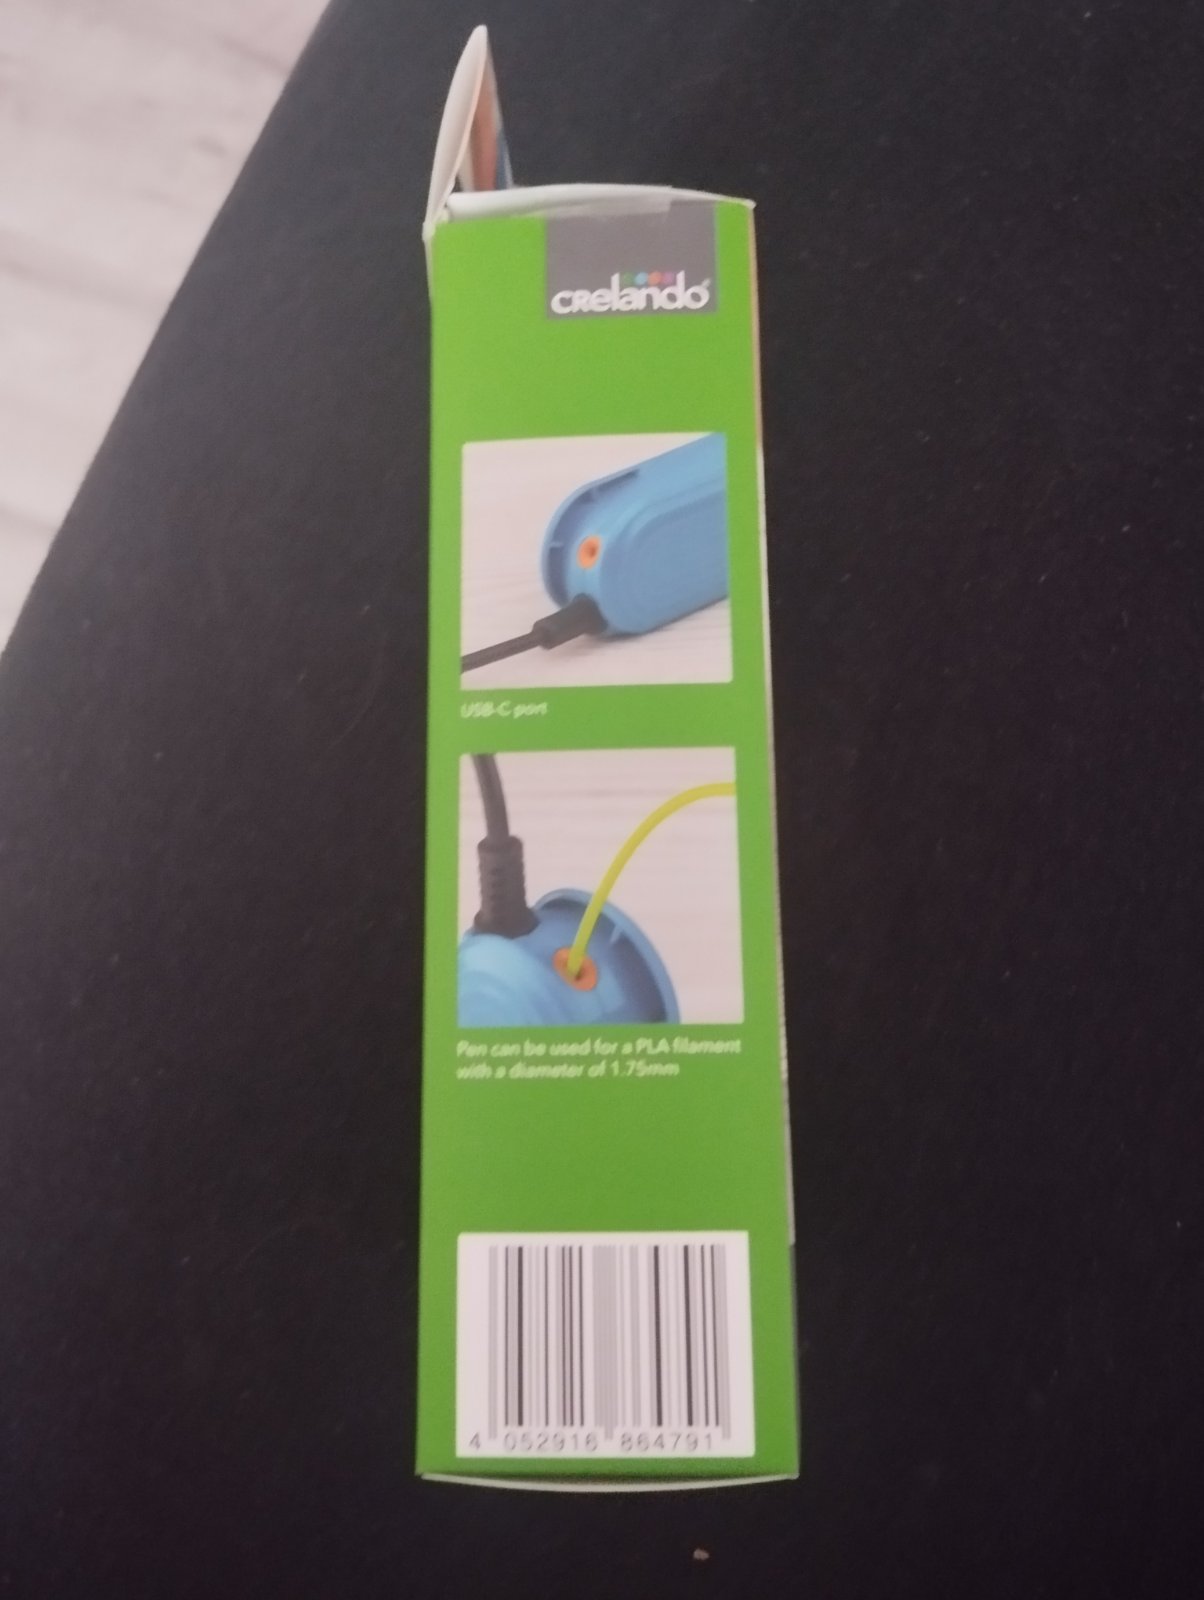 CRelando
USB-C port
Pen can be used for a PLA filament
with a diameter of 1.75mm
4 052916 864791